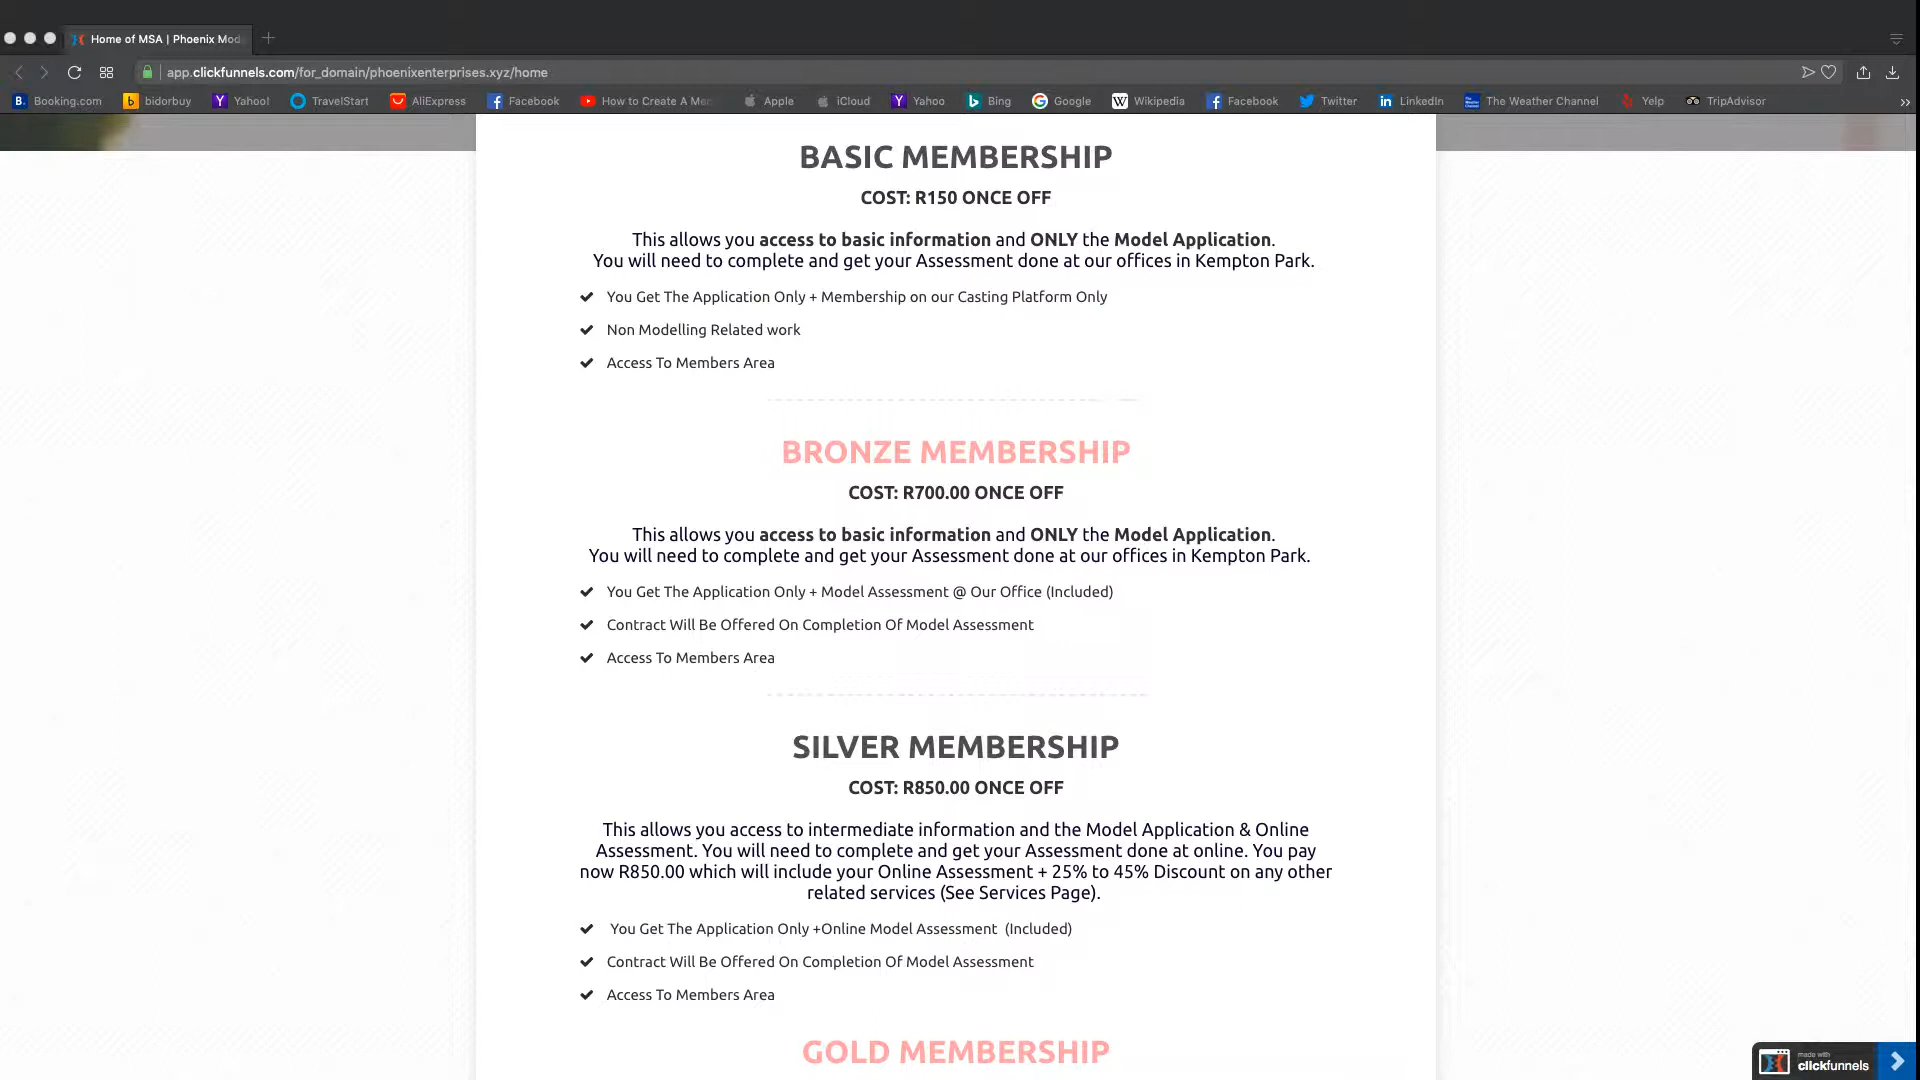 Home of MSA | Phoenix Mod
app.clickfunnels.com/for_domain/phoenixenterprises.xyz/home
Booking.com bidorbuy Yahoo! TravelStart AliExpress Facebook How to Create A Me Apple iCloud Yahoo Bing Google Wikipedia Facebook Twitter LinkedIn The Weather Channel Yelp TripAdvisor
BASIC MEMBERSHIP
COST: R150 ONCE OFF
This allows you access to basic information and ONLY the Model Application.
You will need to complete and get your Assessment done at our offices in Kempton Park.
You Get The Application Only + Membership on our Casting Platform Only
Non Modelling Related work
Access To Members Area
BRONZE MEMBERSHIP
COST: R700.00 ONCE OFF
This allows you access to basic information and ONLY the Model Application.
You will need to complete and get your Assessment done at our offices in Kempton Park.
You Get The Application Only + Model Assessment @ Our Office (Included)
Contract Will Be Offered On Completion Of Model Assessment
Access To Members Area
SILVER MEMBERSHIP
COST: R850.00 ONCE OFF
This allows you access to intermediate information and the Model Application & Online
Assessment. You will need to complete and get your Assessment done at online. You pay
now R850.00 which will include your Online Assessment + 25% to 45% Discount on any other
related services (See Services Page).
You Get The Application Only +Online Model Assessment (Included)
Contract Will Be Offered On Completion Of Model Assessment
Access To Members Area
GOLD MEMBERSHIP
made with
clickfunnels